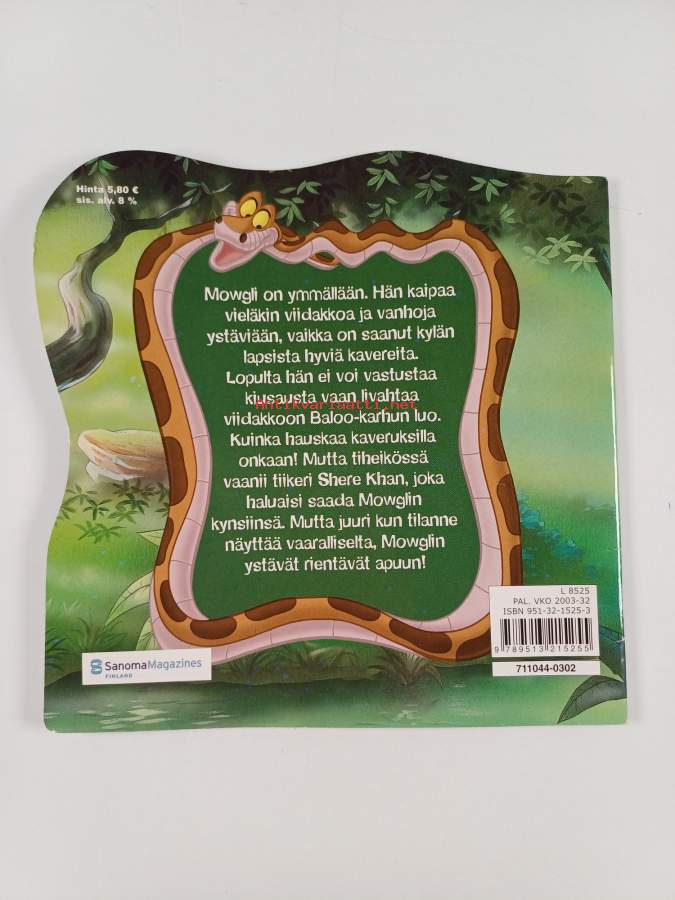 Hinta 5,80 €
sis. alv. 8 %
Mowgli on ymmällään. Hän kaipaa
vieläkin viidakkoa ja vanhoja
ystäviään, vaikka on saanut kylän
lapsista hyviä kavereita.
Lopulta hän ei voi vastustaa
kiusausta vaan livahtaa
Antikvariaatti.net
viidakkoon Baloo-karhun luo.
Kuinka hauskaa kaveruksilla
onkaan! Mutta tiheikössä
vaanii tiikeri Shere Khan, joka
haluaisi saada Mowglin
kynsiinsä. Mutta juuri kun tilanne
näyttää vaaralliselta, Mowglin
ystävät rientävät apuun!
L 8525
PAL. VKO 2003-32
ISBN 951-32-1525-3
9 789513 215255
711044-0302
SanomaMagazines
FINLAND